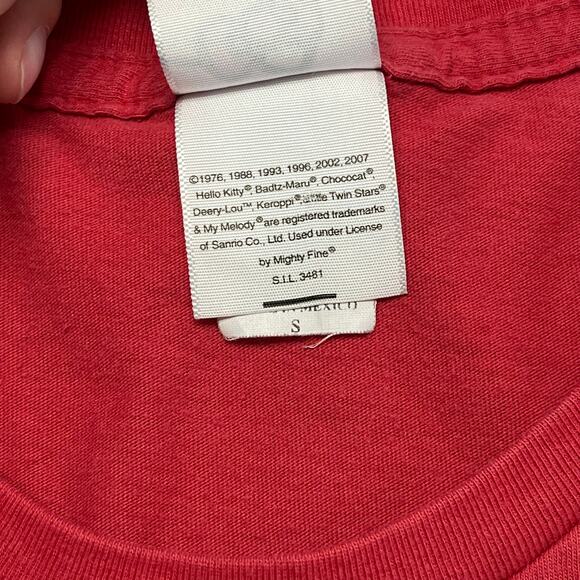 ©1976, 1988, 1993, 1996, 2002, 2007
Hello Kitty®, Badtz-Maru®, Chococat®,
Deery-Lou™, Keroppi®, Little Twin Stars®
& My Melody® are registered trademarks
of Sanrio Co., Ltd. Used under License
by Mighty Fine®
S.I.L. 3481
MEXICO
S